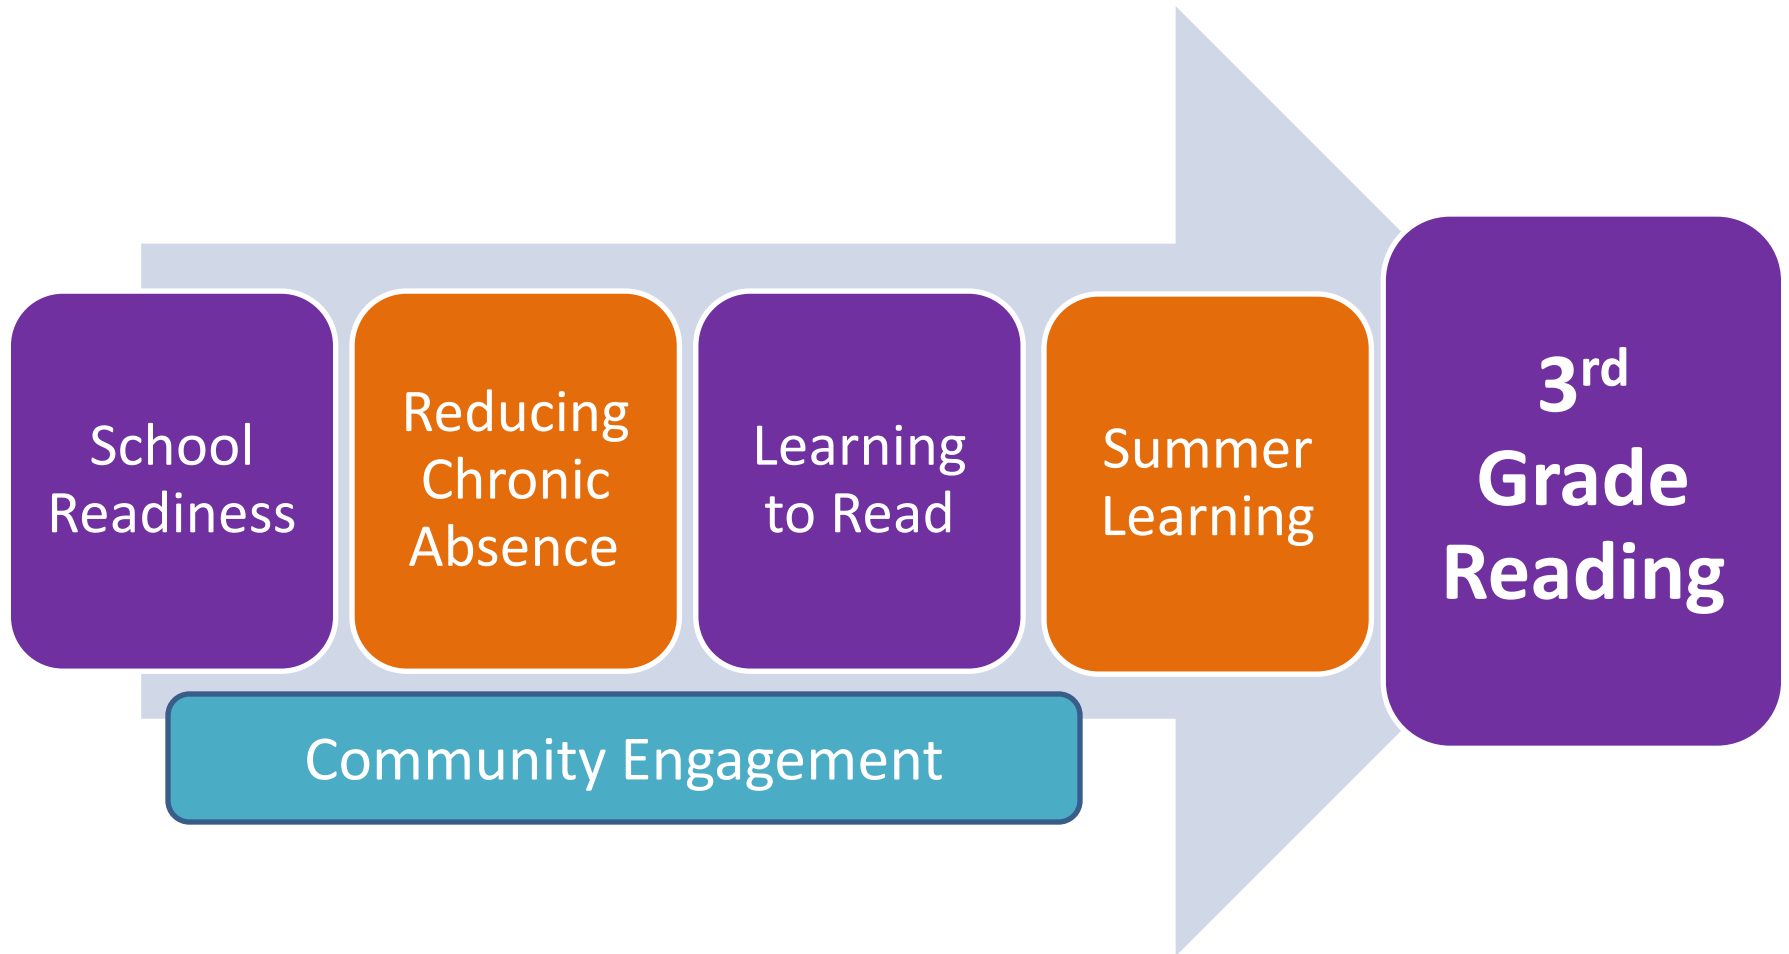 School
Readiness
Reducing
Chronic
Absence
Learning
to Read
Summer
Learning
3rd
Grade
Reading
Community Engagement